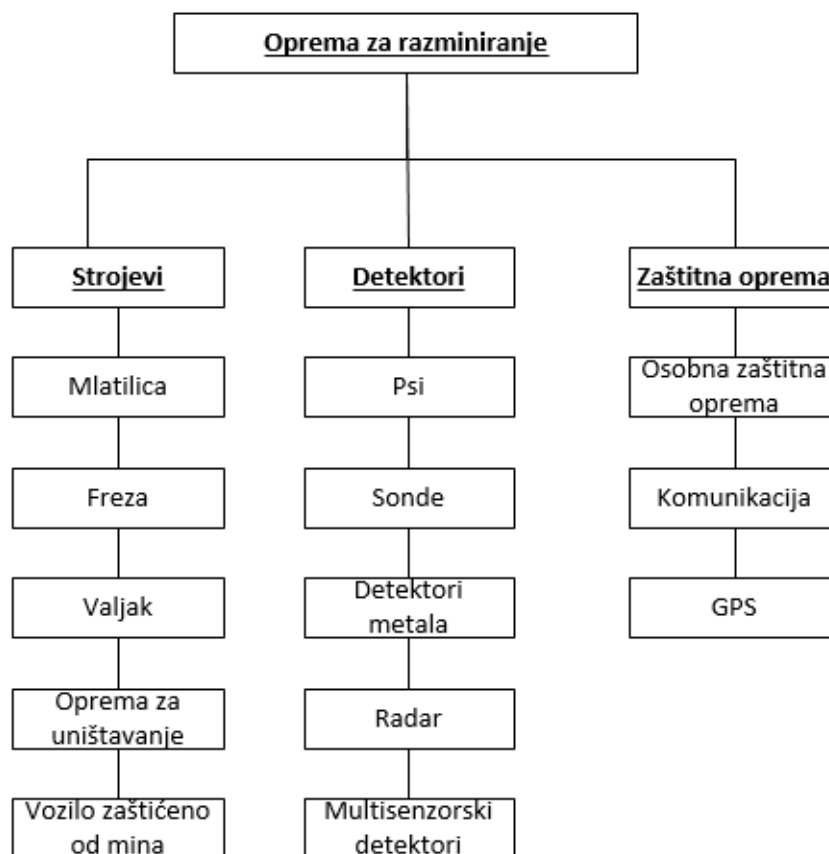 Oprema za razminiranje
Strojevi
Mlatilica
Freza
Valjak
Oprema za
uništavanje
Vozilo zaštićeno
od mina
Detektori
Psi
Sonde
Detektori
metala
Radar
Multisenzorski
detektori
Zaštitna oprema
Osobna zaštitna
oprema
Komunikacija
GPS